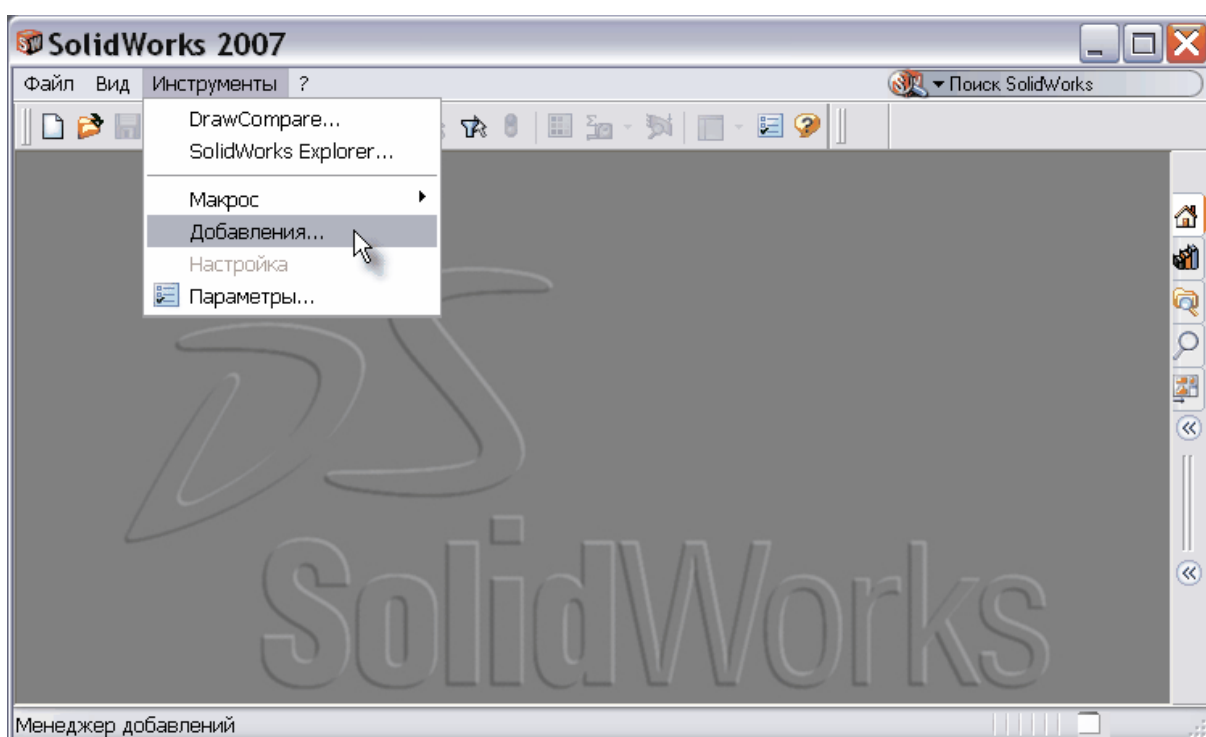 SolidWorks 2007
Файл Вид Инструменты ?
Поиск SolidWorks
DrawCompare...
SolidWorks Explorer...
Макрос
Добавления...
Настройка
Параметры...
SolidWorks
Менеджер добавлений